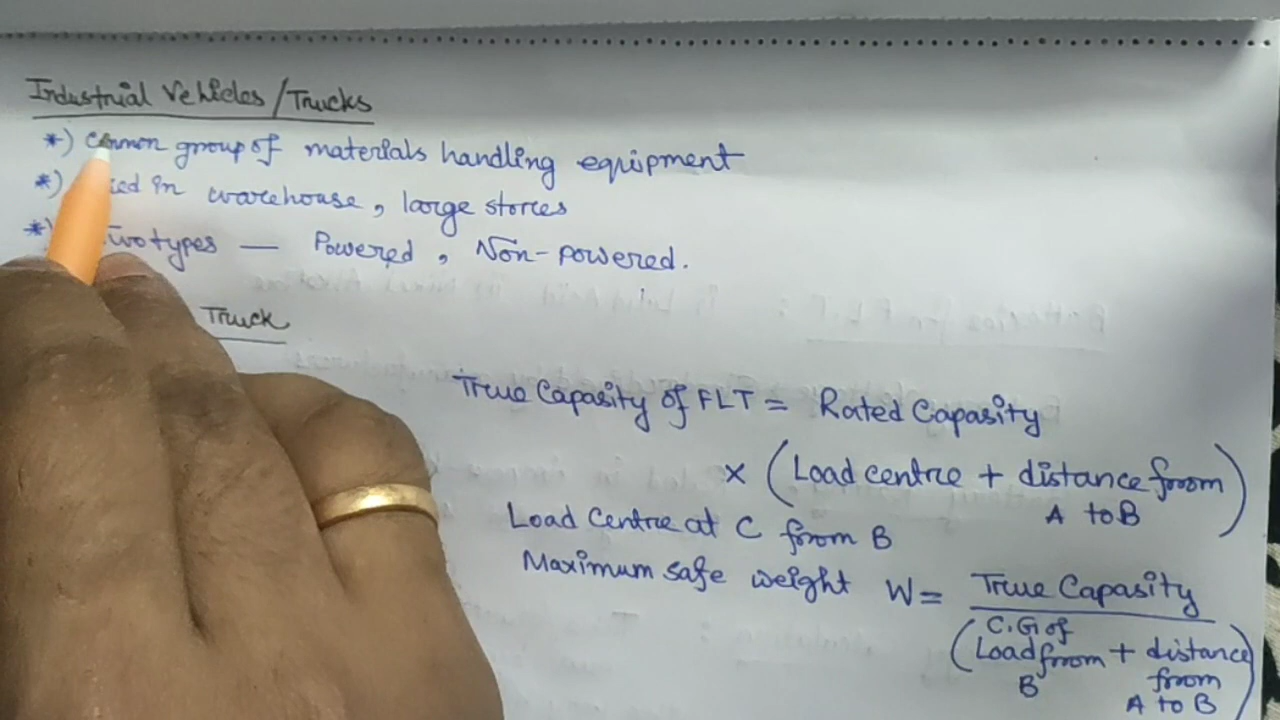 Industrial Vehicles/Trucks
*) Common group of materials handling equipment
*) in warehouse, large stores
*) Two types — Powered, Non-powered.
Truck
True Capasity of FLT = Rated Capasity
× (Load centre + distance from A to B)
Load Centre at C from B
Maximum safe weight W = True Capasity
(C.G of Load from B + distance from A to B)